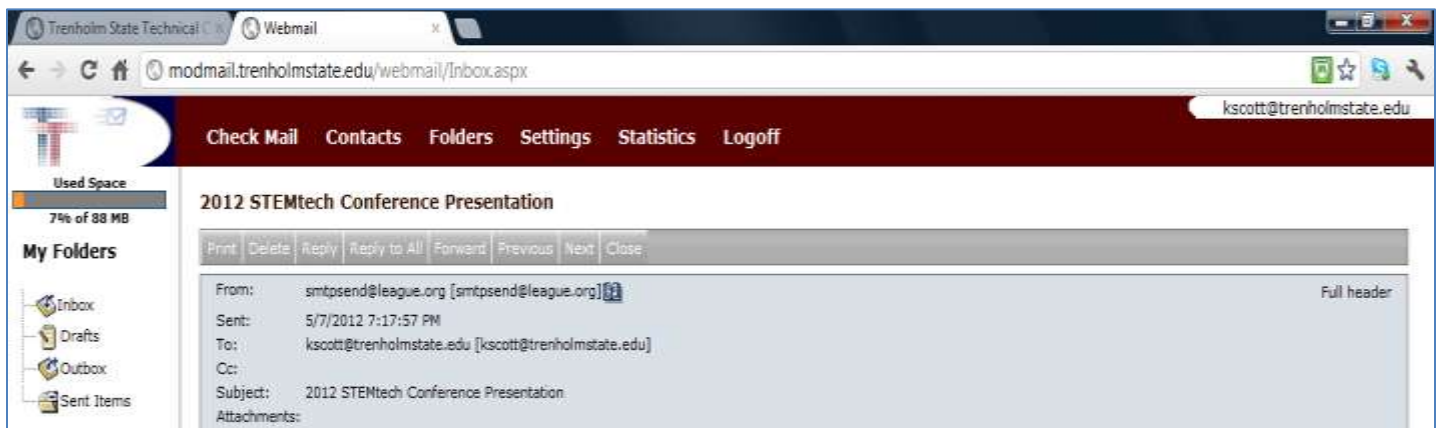 Trenholm State Technical C
Webmail
modmail.trenholmstate.edu/webmail/Inbox.aspx
kscott@trenholmstate.edu
T
Check Mail Contacts Folders Settings Statistics Logoff
Used Space
7% of 88 MB
My Folders
Inbox
Drafts
Outbox
Sent Items
2012 STEMtech Conference Presentation
Print Delete Reply Reply to All Forward Previous Next Close
From: smtpsend@league.org [smtpsend@league.org]
Full header
Sent: 5/7/2012 7:17:57 PM
To: kscott@trenholmstate.edu [kscott@trenholmstate.edu]
Cc:
Subject: 2012 STEMtech Conference Presentation
Attachments: